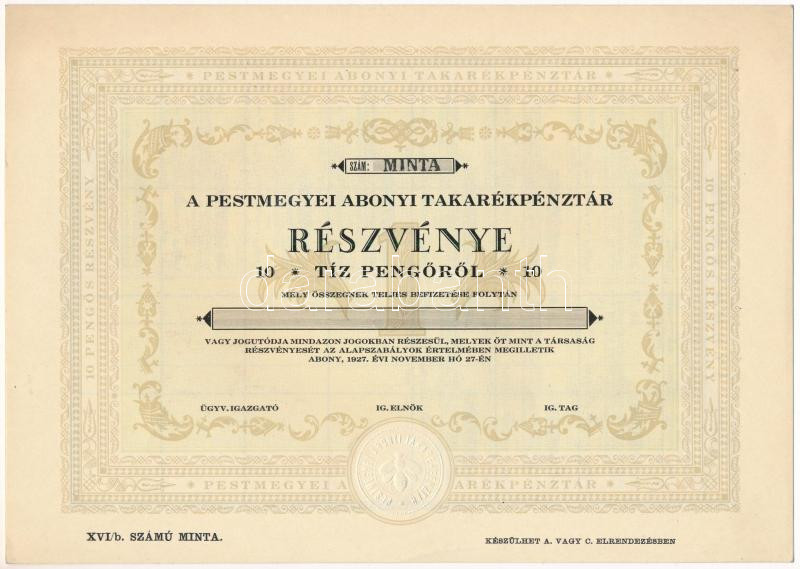 * PESTMEGYEI ABONYI TAKARÉKPÉNZTÁR *
SZÁM: MINTA
A PESTMEGYEI ABONYI TAKARÉKPÉNZTÁR
RÉSZVÉNYE
10 * TÍZ PENGŐRŐL * 10
MELY ÖSSZEGNEK TELJES BEFIZETÉSE FOLYTÁN
VAGY JOGUTÓDJA MINDAZON JOGOKBAN RÉSZESÜL, MELYEK ŐT MINT A TÁRSASÁG
RÉSZVÉNYESÉT AZ ALAPSZABÁLYOK ÉRTELMÉBEN MEGILLETIK
ABONY, 1927. ÉVI NOVEMBER HÓ 27-ÉN
ÜGYV. IGAZGATÓ IG. ELNÖK IG. TAG
10 PENGŐS RÉSZVÉNY
10 PENGŐS RÉSZVÉNY
* PESTMEGYEI A TAKARÉKPÉNZTÁR *
XVI/b. SZÁMÚ MINTA.
KÉSZÜLHET A. VAGY C. ELRENDEZÉSBEN
darabanth.com